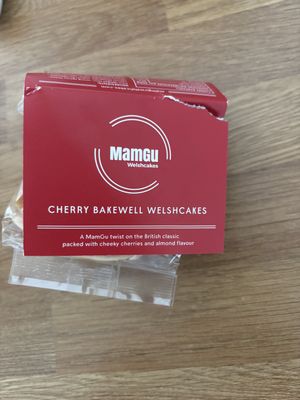 MAMGU
Welshcakes
CHERRY BAKEWELL WELSHCAKES
A MamGu twist on the British classic
packed with cheeky cherries and almond flavour